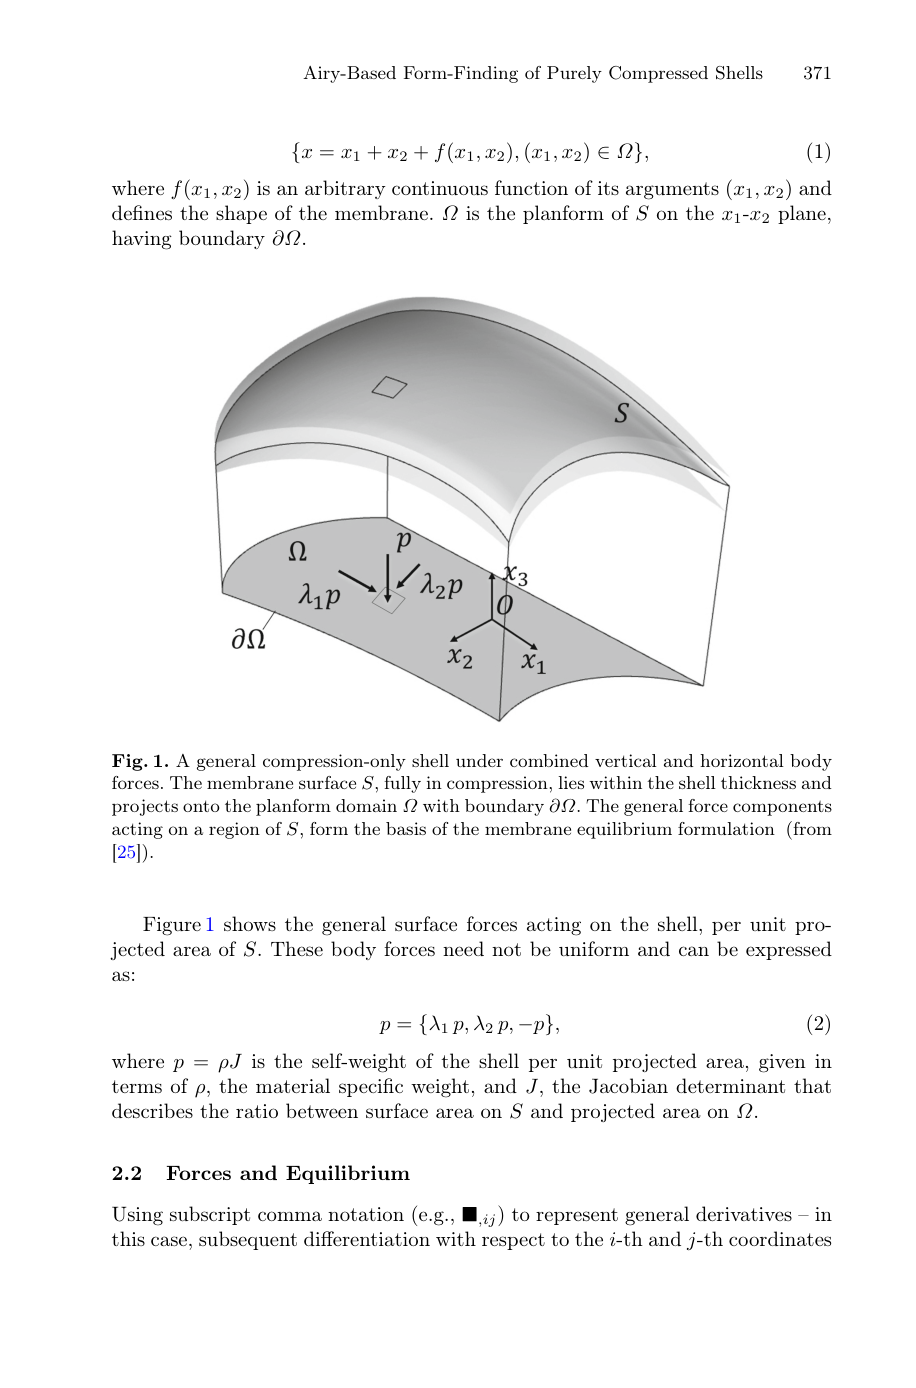 Airy-Based Form-Finding of Purely Compressed Shells 371
{x = x₁ + x₂ + f(x₁, x₂), (x₁, x₂) ∈ Ω}, (1)
where f(x₁, x₂) is an arbitrary continuous function of its arguments (x₁, x₂) and
defines the shape of the membrane. Ω is the planform of S on the x₁-x₂ plane,
having boundary ∂Ω.
S
Ω
p
λ₁p
λ₂p
x₃
O
∂Ω
x₂
x₁
Fig. 1. A general compression-only shell under combined vertical and horizontal body
forces. The membrane surface S, fully in compression, lies within the shell thickness and
projects onto the planform domain Ω with boundary ∂Ω. The general force components
acting on a region of S, form the basis of the membrane equilibrium formulation (from
[25]).
Figure 1 shows the general surface forces acting on the shell, per unit pro-
jected area of S. These body forces need not be uniform and can be expressed
as:
p = {λ₁ p, λ₂ p, −p}, (2)
where p = ρJ is the self-weight of the shell per unit projected area, given in
terms of ρ, the material specific weight, and J, the Jacobian determinant that
describes the ratio between surface area on S and projected area on Ω.
2.2 Forces and Equilibrium
Using subscript comma notation (e.g., ■,ij) to represent general derivatives – in
this case, subsequent differentiation with respect to the i-th and j-th coordinates